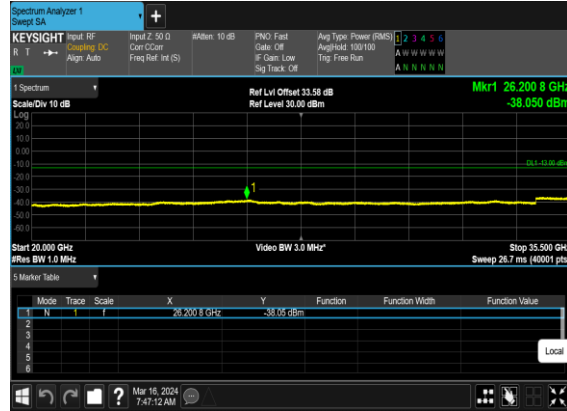 Spectrum Analyzer 1
Swept SA
+
KEYSIGHT Input: RF Input Z: 50 Ω #Atten: 10 dB PNO: Fast Avg Type: Power (RMS) 1 2 3 4 5 6
R T Coupling: DC Corr CCorr Gate: Off Avg|Hold: 100/100 A W W W W W
Align: Auto Freq Ref: Int (S) IF Gain: Low Trig: Free Run
Sig Track: Off A N N N N N
1 Spectrum Ref Lvl Offset 33.58 dB Mkr1 26.200 8 GHz
Scale/Div 10 dB Ref Level 30.00 dBm -38.050 dBm
Log
20.0
10.0
0.00
-10.0 DL1 -13.00 dBm
-20.0
-30.0 1
-40.0
-50.0
-60.0
Start 20.000 GHz Video BW 3.0 MHz* Stop 35.500 GHz
#Res BW 1.0 MHz Sweep 26.7 ms (40001 pts)
5 Marker Table
Mode Trace Scale X Y Function Function Width Function Value
1 N 1 f 26.200 8 GHz -38.05 dBm
2
3
4
5
6
Local
? Mar 16, 2024
7:47:12 AM